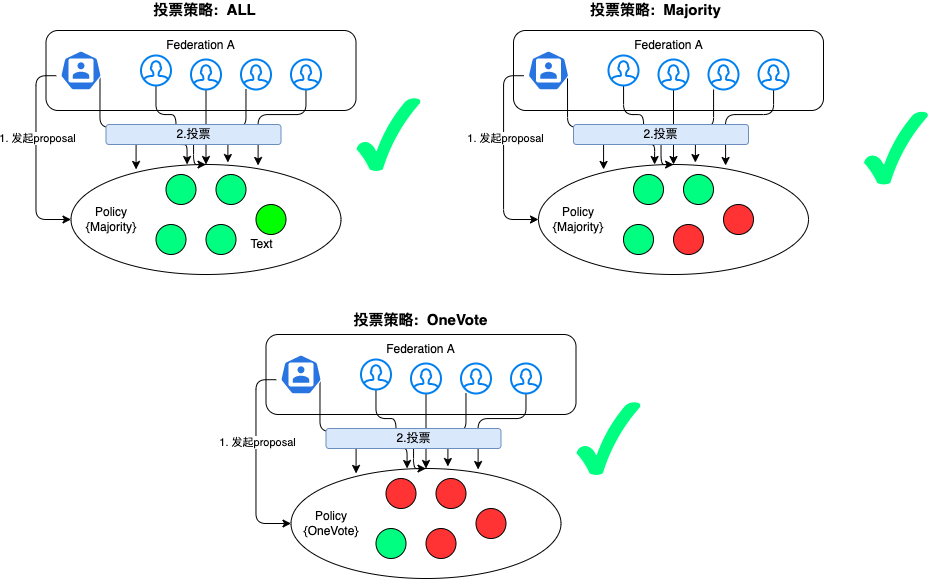 投票策略：ALL
Federation A
1. 发起proposal
2.投票
Policy
{Majority}
Text
投票策略：Majority
Federation A
1. 发起proposal
2.投票
Policy
{Majority}
投票策略：OneVote
Federation A
1. 发起proposal
2.投票
Policy
{OneVote}